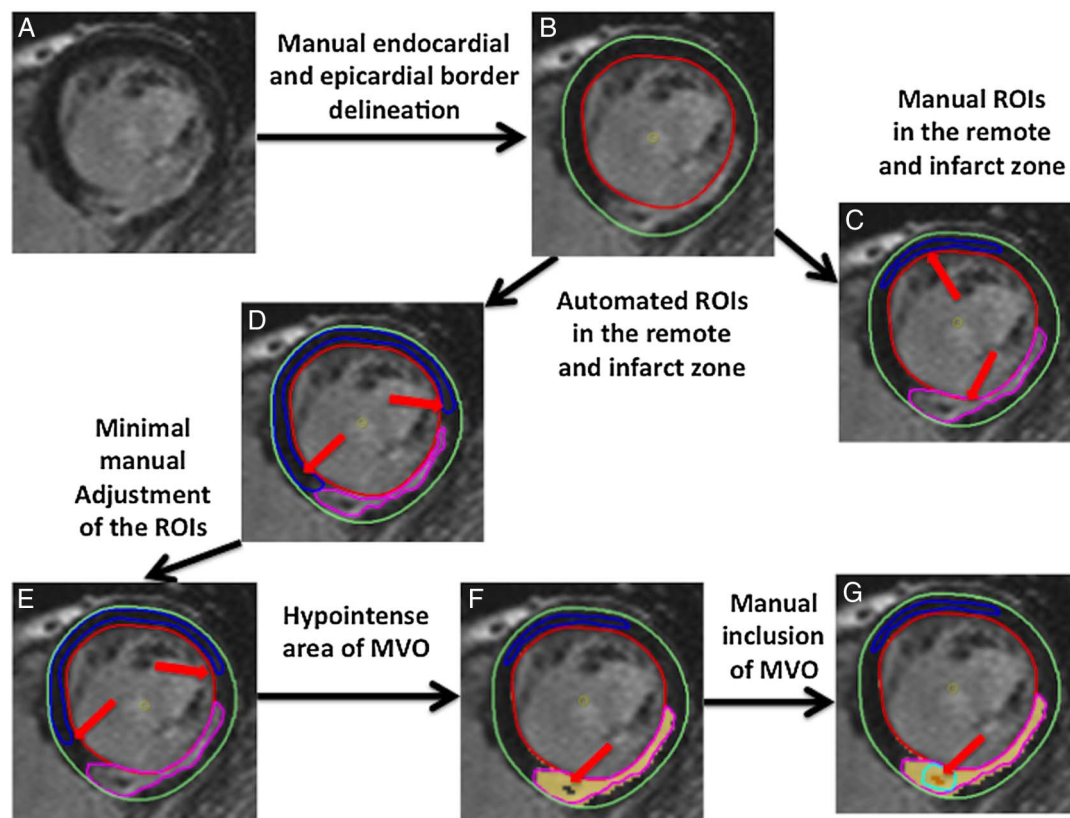 A
Manual endocardial
and epicardial border
delineation
B
Manual ROIs
in the remote
and infarct zone
C
Automated ROIs
in the remote
and infarct zone
D
Minimal
manual
Adjustment
of the ROIs
E
Hypointense
area of MVO
F
Manual
inclusion
of MVO
G